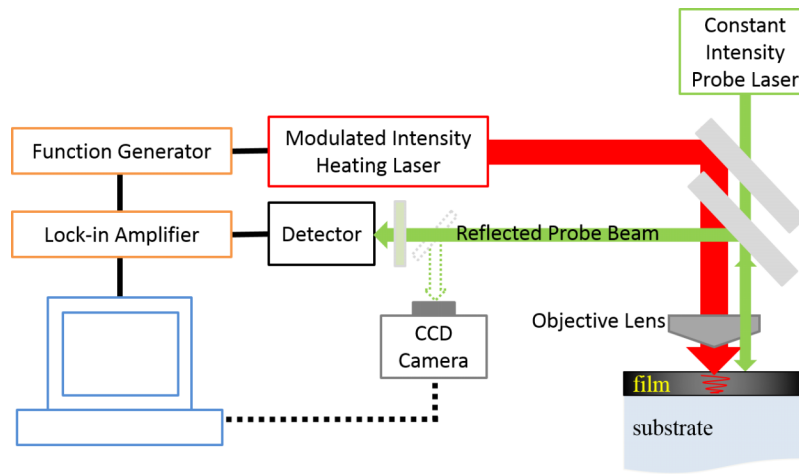 Constant
Intensity
Probe Laser
Function Generator
Modulated Intensity
Heating Laser
Lock-in Amplifier
Detector
Reflected Probe Beam
Objective Lens
CCD
Camera
film
substrate